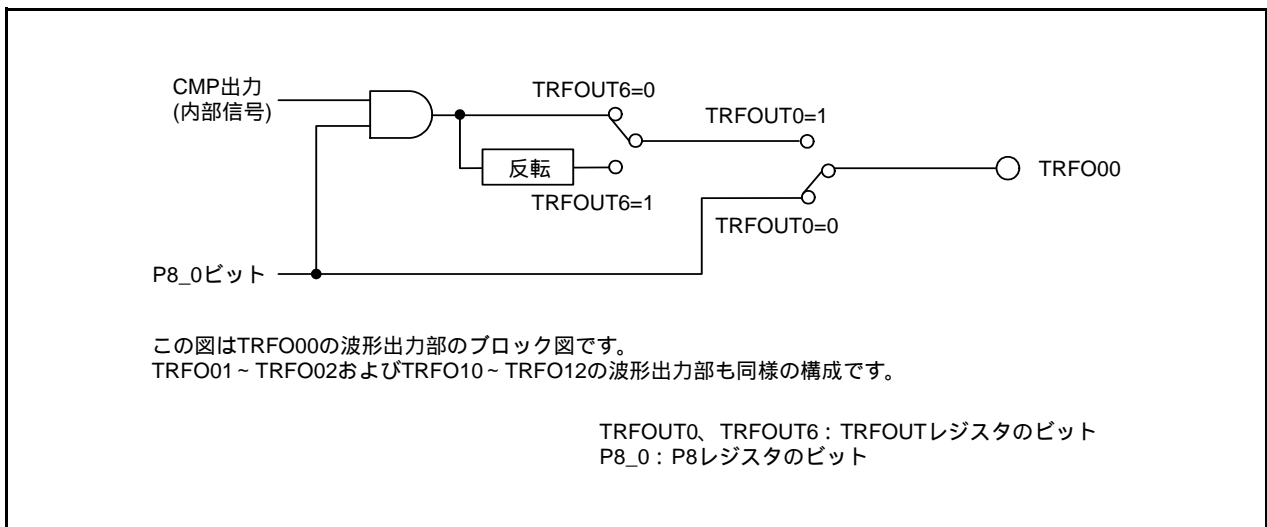 CMP出力
(内部信号)
TRFOUT6=0
TRFOUT0=1
反転
TRFO00
TRFOUT6=1
TRFOUT0=0
P8_0ビット
この図はTRFO00の波形出力部のブロック図です。
TRFO01~TRFO02およびTRFO10~TRFO12の波形出力部も同様の構成です。
TRFOUT0、TRFOUT6:TRFOUTレジスタのビット
P8_0:P8レジスタのビット